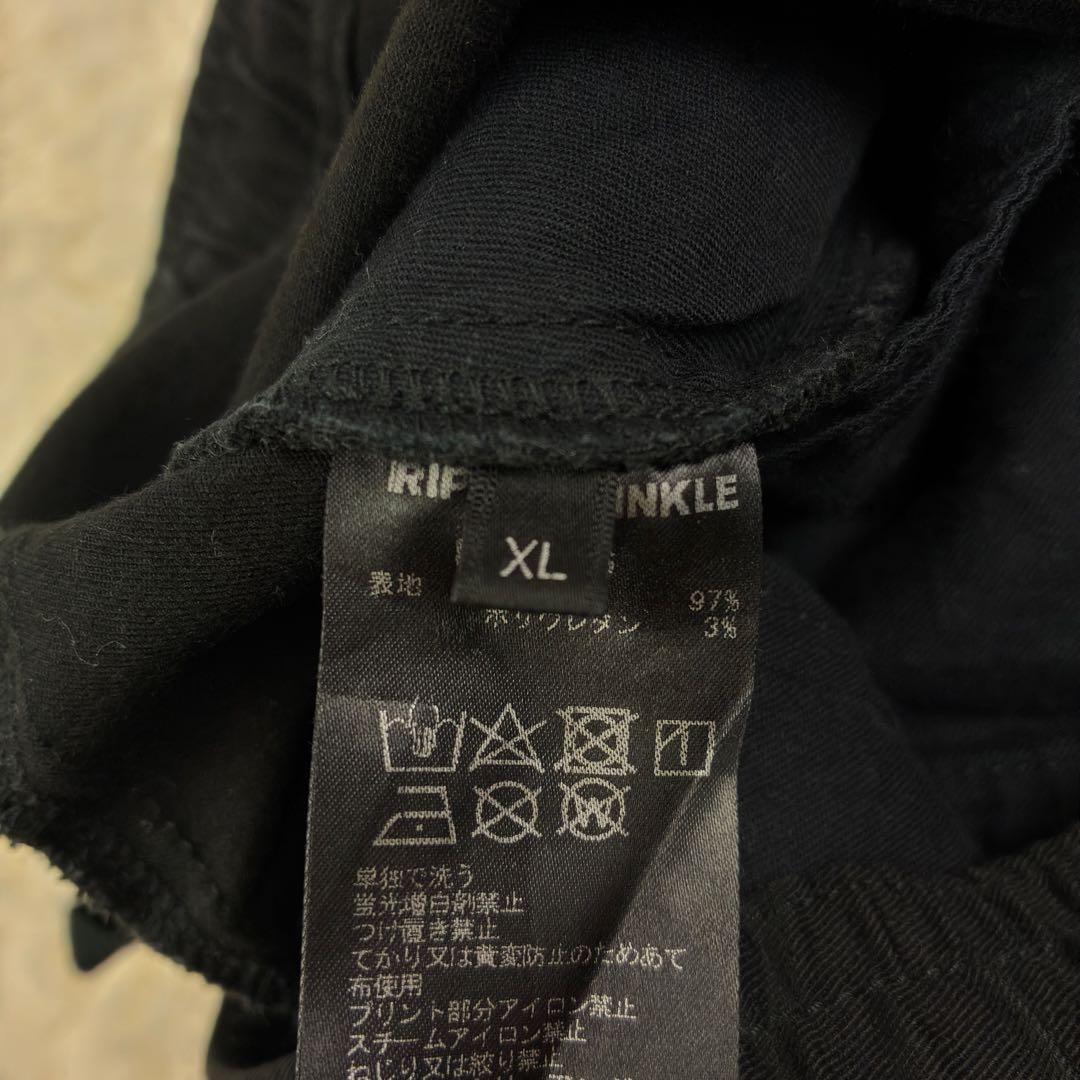 RIP INKLE
XL
表地 97%
ポリウレタン 3%
単独で洗う
蛍光増白剤禁止
つけ置き禁止
てかり又は黄変防止のためあて
布使用
プリント部分アイロン禁止
スチームアイロン禁止
ねじり又は絞り禁止